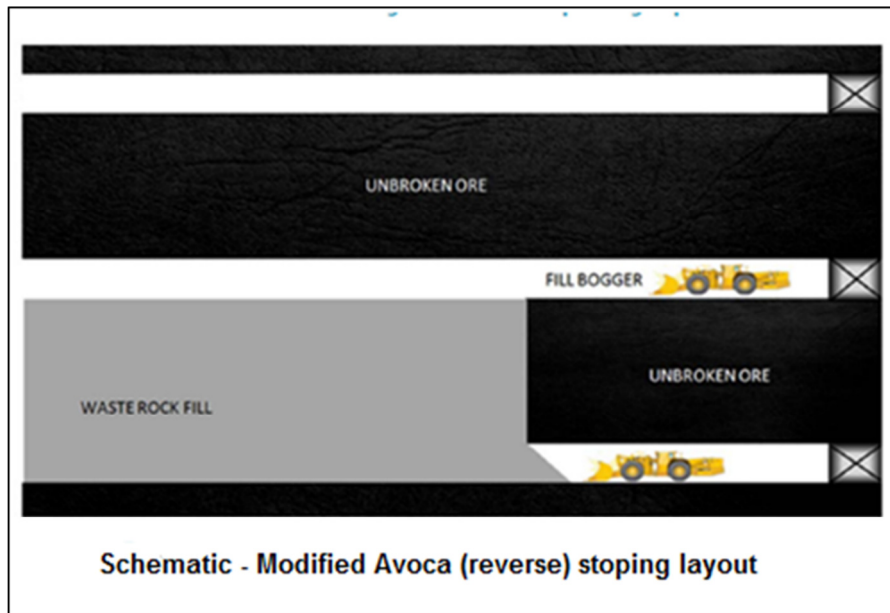 UNBROKEN ORE
FILL BOGGER
UNBROKEN ORE
WASTE ROCK FILL
Schematic - Modified Avoca (reverse) stoping layout